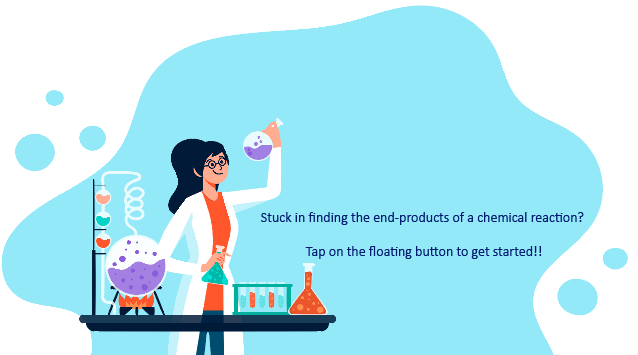 Stuck in finding the end-products of a chemical reaction?
Tap on the floating button to get started!!